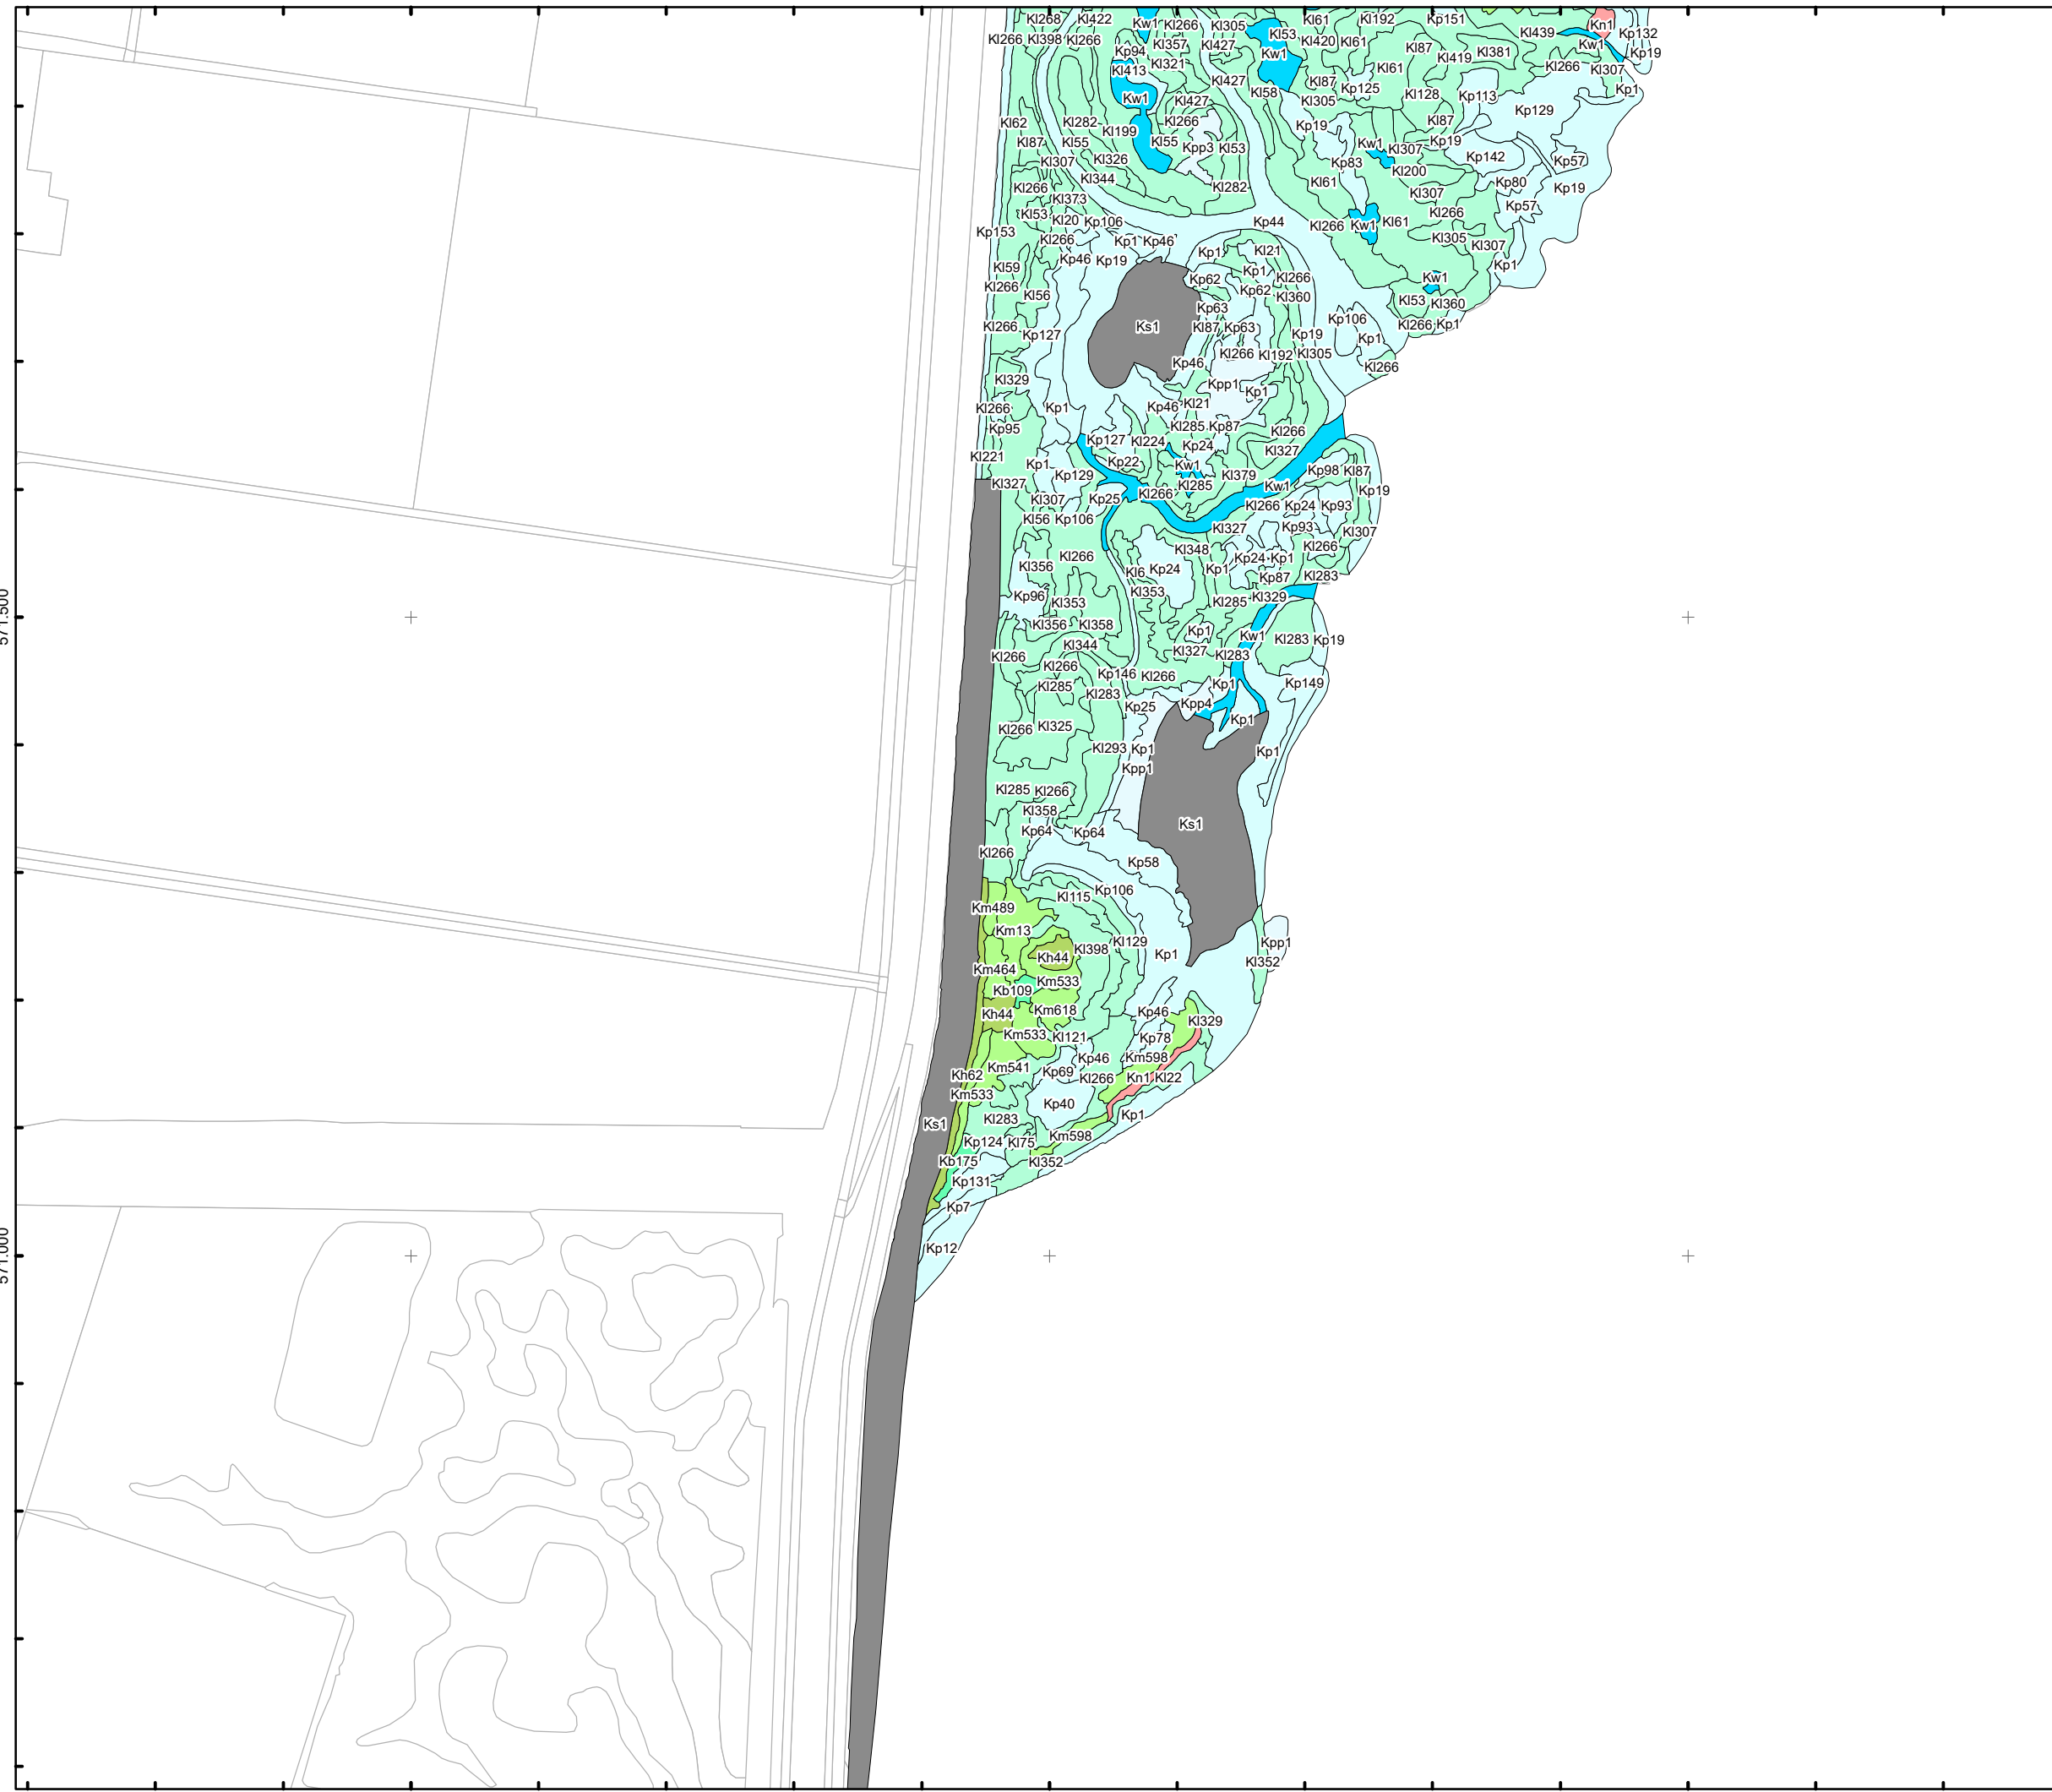 Kl268 Kl422 Kw1 Kl266 Kl305 Kl61 Kl192 Kp151 Kn1
Kl266 Kl398 Kl266 Kl357 Kl427 Kl53 Kl420 Kl61 Kl439 Kw1 Kp132
Kp94 Kl321 Kw1 Kl87 Kl419 Kl381 Kp19
Kl413 Kl427 Kl87 Kp125 Kl61 Kl266 Kl307
Kw1 Kl427 Kl58 Kl305 Kl128 Kp113 Kp129 Kp1
Kl62 Kl282 Kl199 Kl266 Kp19 Kl87
Kl87 Kl55 Kl55 Kpp3 Kl53 Kw1 Kl307 Kp19
Kl307 Kl326 Kp83 Kl200 Kp142 Kp57
Kl266 Kl344 Kl282 Kl61 Kl307 Kp80 Kp19
Kl373 Kp57
Kl53 Kl20 Kp106 Kp44 Kl266 Kw1 Kl61 Kl266
Kp153 Kl266 Kp1 Kp46 Kl305 Kl307
Kp46 Kp19 Kp1 Kl21 Kp1
Kl59 Kp62 Kp1 Kl266 Kw1
Kl266 Kl56 Kp62 Kl360 Kl53 Kl360
Kp63 Kp106 Kl266 Kp1
Kl266 Kp127 Ks1 Kl87 Kp63 Kp19 Kp1
Kl266 Kl192 Kl305
Kp46 Kl266
Kl329 Kpp1 Kp1
Kl266 Kp1 Kp46 Kl21
Kp95 Kl285 Kp87 Kl266
Kp127 Kl224 Kp24 Kl327
Kl221 Kp1 Kp22 Kw1 Kp98 Kl87
Kl327 Kp129 Kl285 Kl379 Kw1 Kp19
Kl307 Kp25 Kl266 Kl266 Kp24 Kp93
Kl56 Kp106 Kl327 Kp93 Kl307
Kl266 Kl348 Kp24 Kp1 Kl266
Kl356 Kl6 Kp24 Kp1 Kp87 Kl283
Kp96 Kl353 Kl353 Kl285 Kl329
Kl356 Kl358 Kp1 Kw1 Kl283 Kp19
Kl266 Kl344 Kl327 Kl283
Kl266 Kp146 Kl266
Kl285 Kl283 Kp1 Kp149
Kp25 Kpp4 Kp1
Kl266 Kl325
Kl293 Kp1 Kp1
Kpp1
Kl285 Kl266
Kl358
Kp64 Kp64 Ks1
Kl266 Kp58
Kl115 Kp106
Km489
Km13 Kl398 Kl129 Kpp1
Kh44 Kp1 Kl352
Km464 Km533
Kb109
Kh44 Km618 Kp46 Kl329
Km533 Kl121 Kp78
Kp46 Km598
Kh62 Km541 Kp69 Kl266 Kn1 Kl22
Km533 Kp40 Kp1
Ks1 Kl283
Kp124 Kl75 Km598
Kb175 Kl352
Kp131
Kp7
Kp12